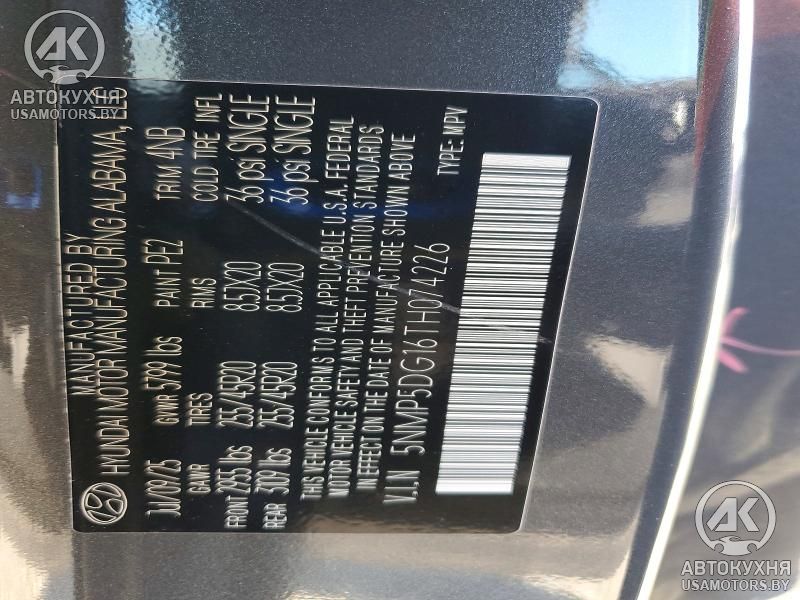 MANUFACTURED BY
HYUNDAI MOTOR MANUFACTURING ALABAMA, LLC
JUL/09/25 GVWR 5799 lbs PAINT PE2 TRIM 4NB
GAWR TIRES RIMS COLD TIRE INFL
FRONT 2955 lbs 255/45R20 8.5JX20 36 psi SINGLE
REAR 3109 lbs 255/45R20 8.5JX20 36 psi SINGLE
THIS VEHICLE CONFORMS TO ALL APPLICABLE U.S.A. FEDERAL
MOTOR VEHICLE SAFETY AND THEFT PREVENTION STANDARDS
IN EFFECT ON THE DATE OF MANUFACTURE SHOWN ABOVE
V.I.N 5NMP5DG16TH074226 TYPE: MPV
АК
АВТОКУХНЯ
USAMOTORS.BY
АК
АВТОКУХНЯ
USAMOTORS.BY